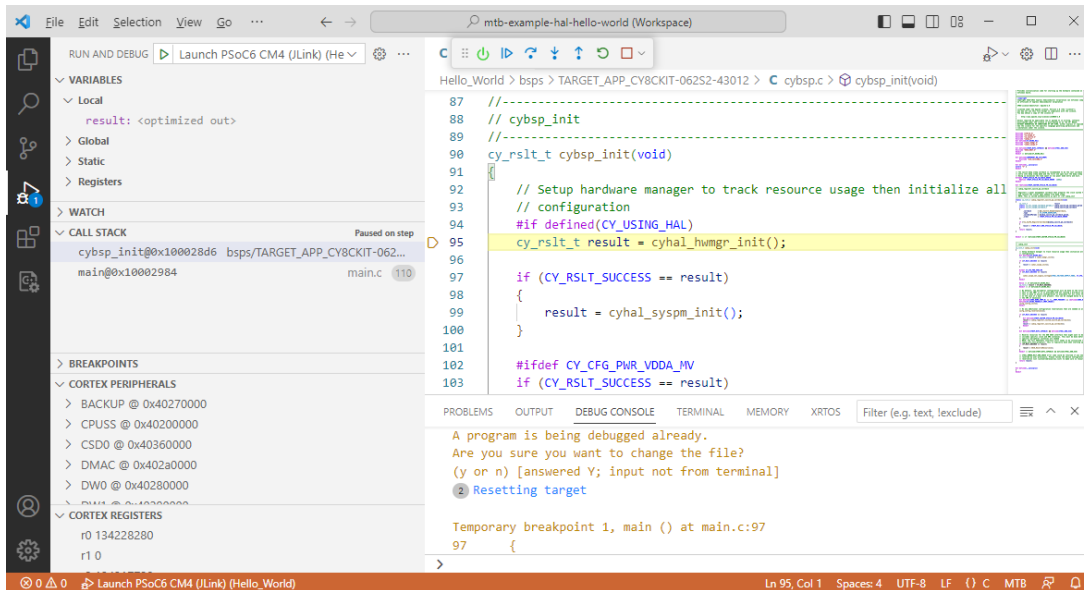 File Edit Selection View Go ··· mtb-example-hal-hello-world (Workspace)
RUN AND DEBUG Launch PSoC6 CM4 (JLink) (He
VARIABLES
Local
result: <optimized out>
Global
Static
Registers
WATCH
CALL STACK Paused on step
cybsp_init@0x100028d6 bsps/TARGET_APP_CY8CKIT-062...
main@0x10002984 main.c 110
BREAKPOINTS
CORTEX PERIPHERALS
BACKUP @ 0x40270000
CPUSS @ 0x40200000
CSD0 @ 0x40360000
DMAC @ 0x402a0000
DW0 @ 0x40280000
CORTEX REGISTERS
r0 134228280
r1 0
1
C
Hello_World > bsps > TARGET_APP_CY8CKIT-062S2-43012 > C cybsp.c > cybsp_init(void)
87 //--------------------------------------------------------------------
88 // cybsp_init
89 //--------------------------------------------------------------------
90 cy_rslt_t cybsp_init(void)
91 {
92 // Setup hardware manager to track resource usage then initialize all
93 // configuration
94 #if defined(CY_USING_HAL)
95 cy_rslt_t result = cyhal_hwmgr_init();
96
97 if (CY_RSLT_SUCCESS == result)
98 {
99 result = cyhal_syspm_init();
100 }
101
102 #ifdef CY_CFG_PWR_VDDA_MV
103 if (CY_RSLT_SUCCESS == result)
PROBLEMS OUTPUT DEBUG CONSOLE TERMINAL MEMORY XRTOS Filter (e.g. text, !exclude)
A program is being debugged already.
Are you sure you want to change the file?
(y or n) [answered Y; input not from terminal]
2 Resetting target
Temporary breakpoint 1, main () at main.c:97
97 {
>
0 0 Launch PSoC6 CM4 (JLink) (Hello_World) Ln 95, Col 1 Spaces: 4 UTF-8 LF {} C MTB